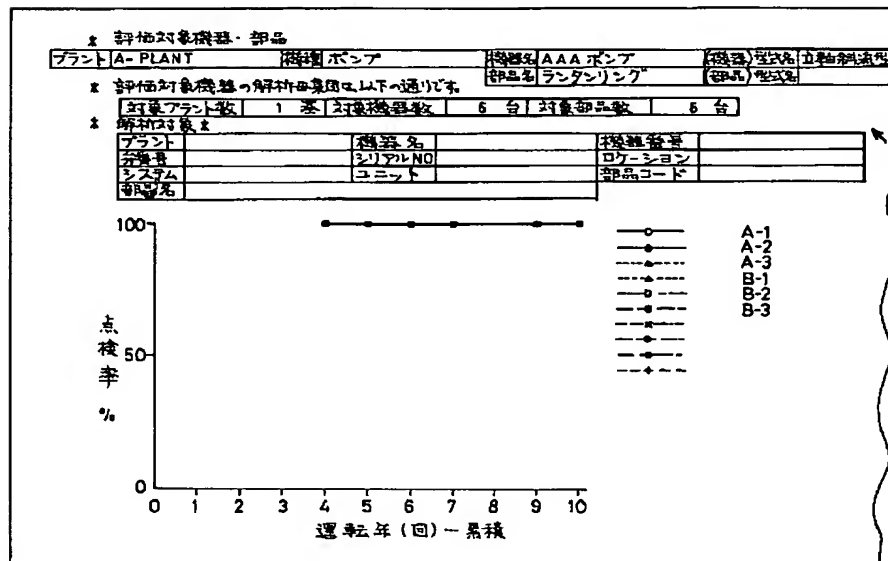 * 評価対象機器・部品
プラント A-PLANT 機種 ポンプ 機器名 AAAポンプ (機器)型式名 立軸斜流型
部品名 ランタンリング (部品)型式名
* 評価対象機器の解析母集団は以下の通りです。
対象プラント数 1 基 対象機器数 6 台 対象部品数 6 台
* 解析対象 *
プラント 機器名 機器番号
分解号 シリアルNO ロケーション
システム ユニット 部品コード
部品名
100
50
0
点検率 %
0 1 2 3 4 5 6 7 8 9 10
運転年(回)-累積
A-1
A-2
A-3
B-1
B-2
B-3